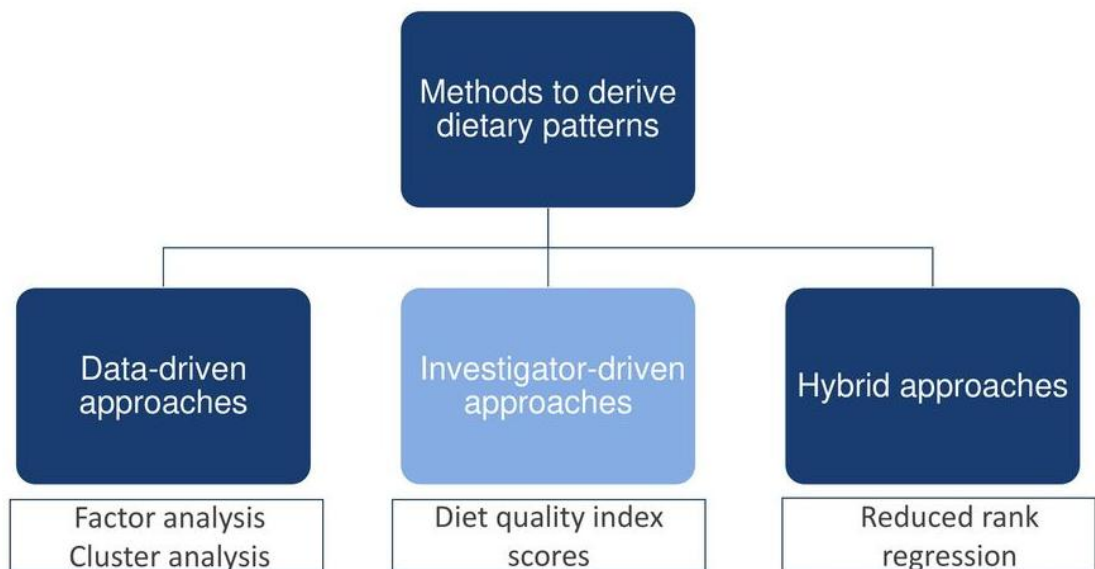 Methods to derive
dietary patterns
Data-driven
approaches
Investigator-driven
approaches
Hybrid approaches
Factor analysis
Cluster analysis
Diet quality index
scores
Reduced rank
regression